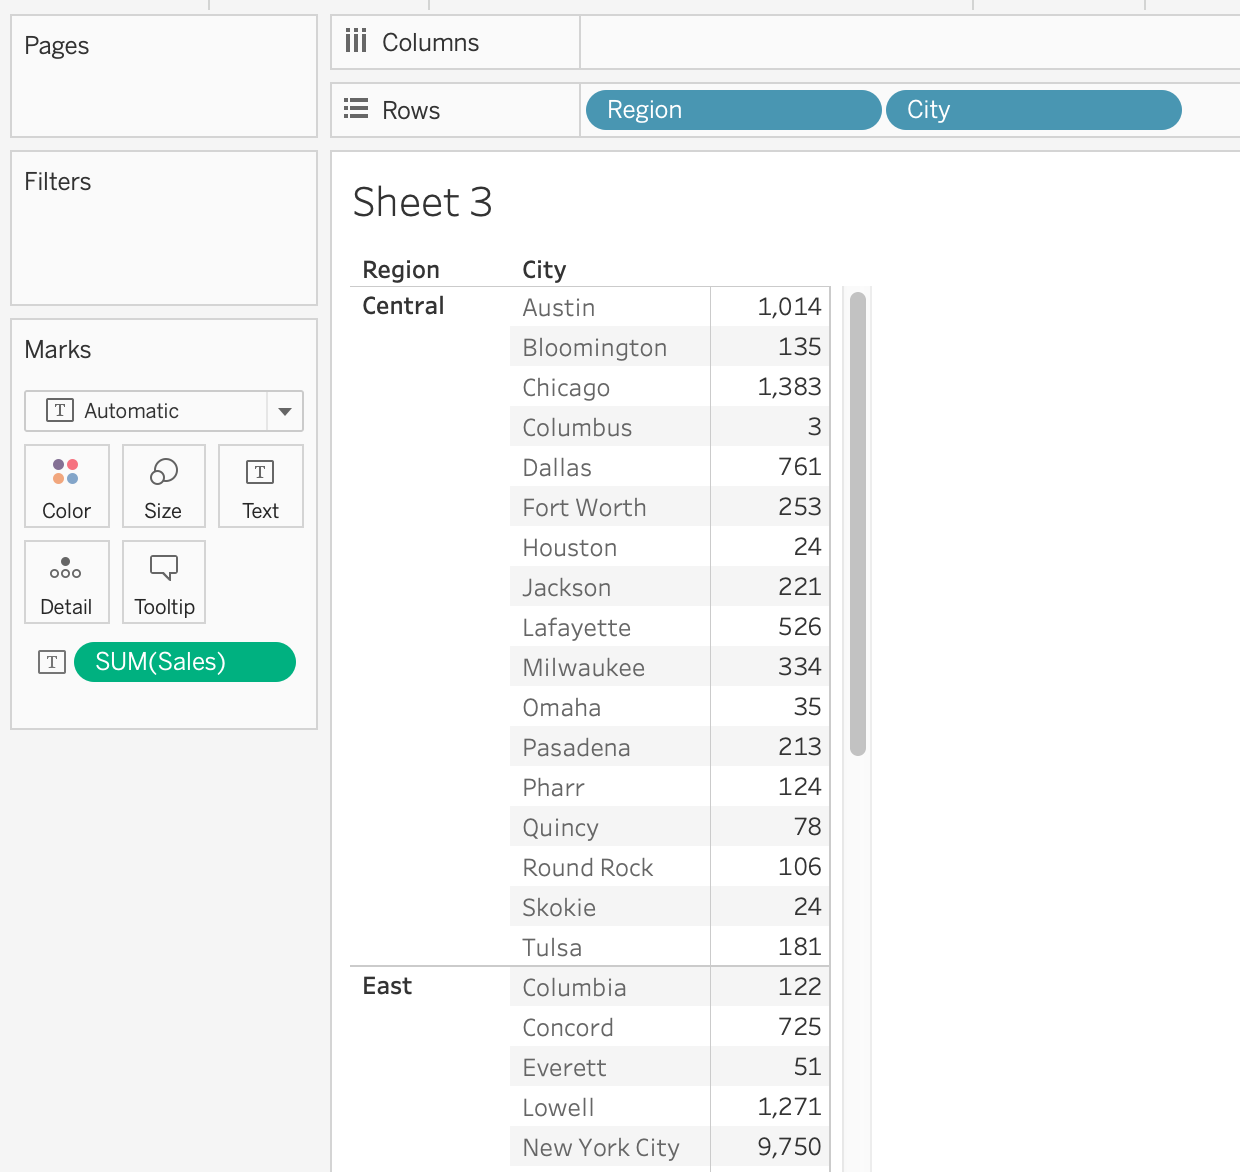 Pages
Columns
Rows
Region
City
Filters
Sheet 3
Region City
Central
Austin 1,014
Bloomington 135
Chicago 1,383
Columbus 3
Dallas 761
Fort Worth 253
Houston 24
Jackson 221
Lafayette 526
Milwaukee 334
Omaha 35
Pasadena 213
Pharr 124
Quincy 78
Round Rock 106
Skokie 24
Tulsa 181
East
Columbia 122
Concord 725
Everett 51
Lowell 1,271
New York City 9,750
Marks
T Automatic
Color
Size
T
Text
Detail
Tooltip
T SUM(Sales)